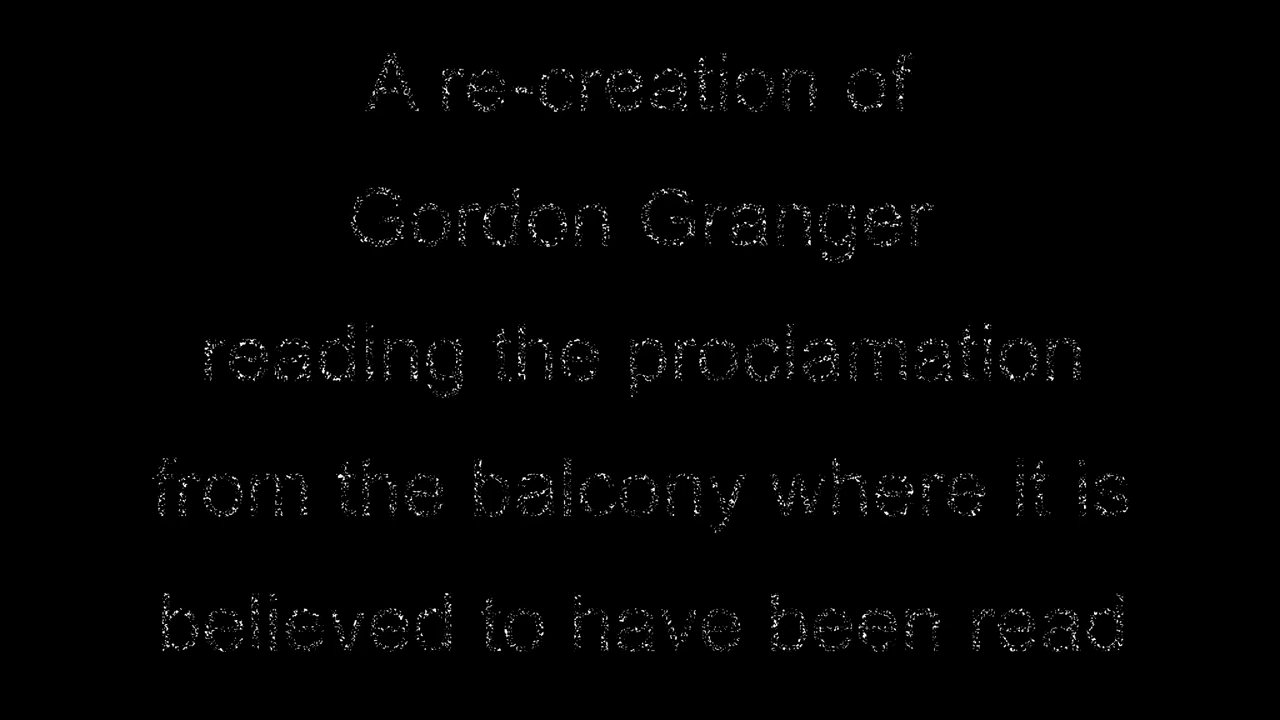 A re-creation of
Gordon Granger
reading the proclamation
from the balcony where it is
believed to have been read